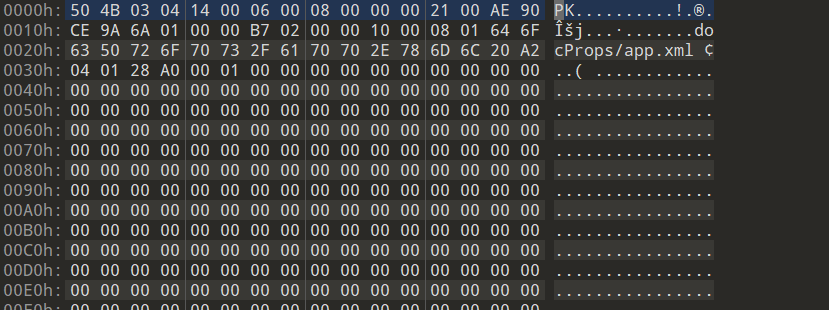 0000h: 50 4B 03 04 14 00 06 00 08 00 00 00 21 00 AE 90 PK..........!.®.
0010h: CE 9A 6A 01 00 00 B7 02 00 00 10 00 08 01 64 6F Îšj...·.......do
0020h: 63 50 72 6F 70 73 2F 61 70 70 2E 78 6D 6C 20 A2 cProps/app.xml ¢
0030h: 04 01 28 A0 00 01 00 00 00 00 00 00 00 00 00 00 ..( ............
0040h: 00 00 00 00 00 00 00 00 00 00 00 00 00 00 00 00 ................
0050h: 00 00 00 00 00 00 00 00 00 00 00 00 00 00 00 00 ................
0060h: 00 00 00 00 00 00 00 00 00 00 00 00 00 00 00 00 ................
0070h: 00 00 00 00 00 00 00 00 00 00 00 00 00 00 00 00 ................
0080h: 00 00 00 00 00 00 00 00 00 00 00 00 00 00 00 00 ................
0090h: 00 00 00 00 00 00 00 00 00 00 00 00 00 00 00 00 ................
00A0h: 00 00 00 00 00 00 00 00 00 00 00 00 00 00 00 00 ................
00B0h: 00 00 00 00 00 00 00 00 00 00 00 00 00 00 00 00 ................
00C0h: 00 00 00 00 00 00 00 00 00 00 00 00 00 00 00 00 ................
00D0h: 00 00 00 00 00 00 00 00 00 00 00 00 00 00 00 00 ................
00E0h: 00 00 00 00 00 00 00 00 00 00 00 00 00 00 00 00 ................